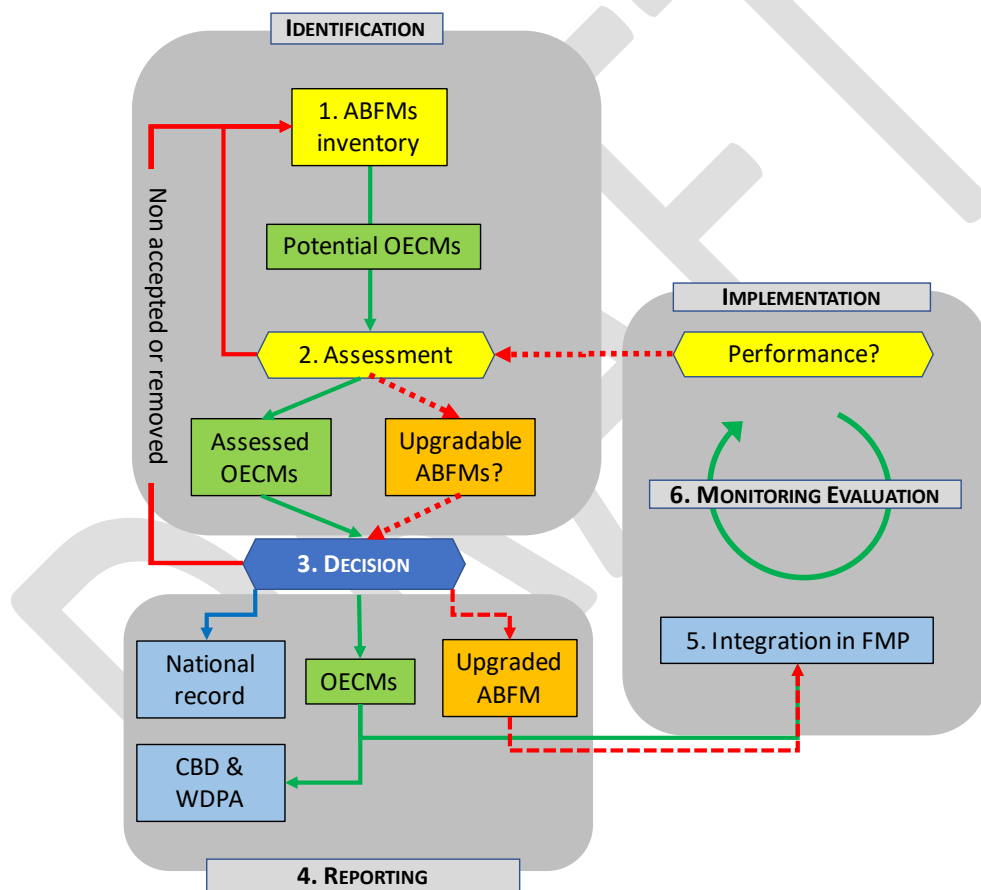 IDENTIFICATION
1. ABFMs
inventory
Non accepted or removed
Potential OECMs
2. Assessment
Assessed
OECMs
Upgradable
ABFMs?
3. DECISION
National
record
OECMs
Upgraded
ABFM
CBD &
WDPA
4. REPORTING
IMPLEMENTATION
Performance?
6. MONITORING EVALUATION
5. Integration in FMP